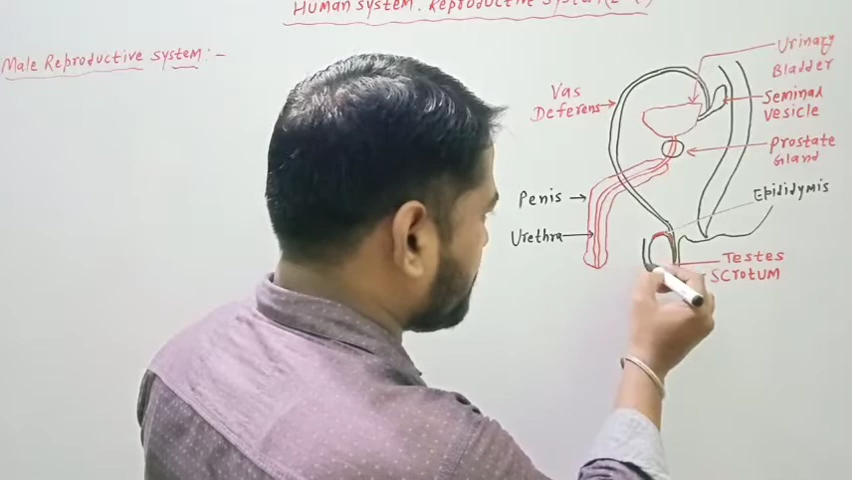 Human system. Reproductive system
Male Reproductive system:-
Urinary
Bladder
Vas
Deferens
Seminal
vesicle
Prostate
Gland
Penis
Epididymis
Urethra
Testes
SCROTUM